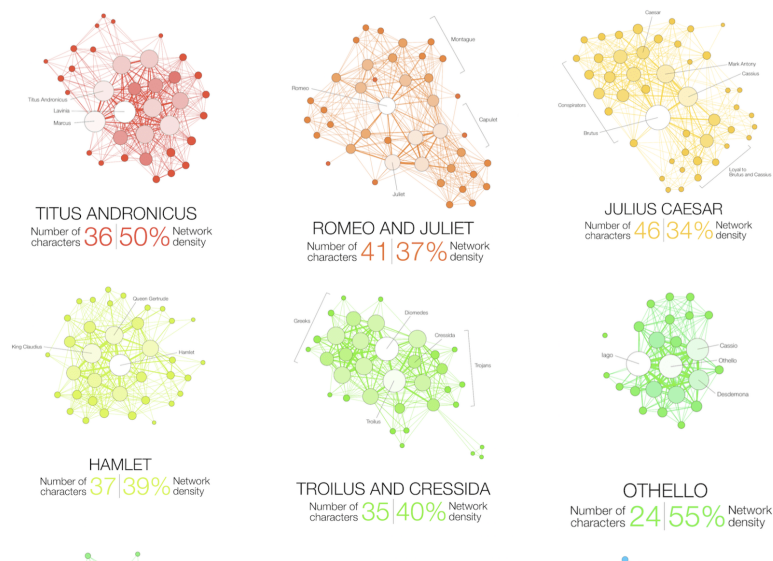 Titus Andronicus
Lavinia
Marcus
TITUS ANDRONICUS
Number of characters 36 50% Network density
Montague
Romeo
Capulet
Juliet
ROMEO AND JULIET
Number of characters 41 37% Network density
Caesar
Mark Antony
Cassius
Conspirators
Brutus
Loyal to
Brutus and Cassius
JULIUS CAESAR
Number of characters 46 34% Network density
Queen Gertrude
King Claudius
Hamlet
HAMLET
Number of characters 37 39% Network density
Greeks
Diomedes
Cressida
Trojans
Troilus
TROILUS AND CRESSIDA
Number of characters 35 40% Network density
Iago
Cassio
Othello
Desdemona
OTHELLO
Number of characters 24 55% Network density